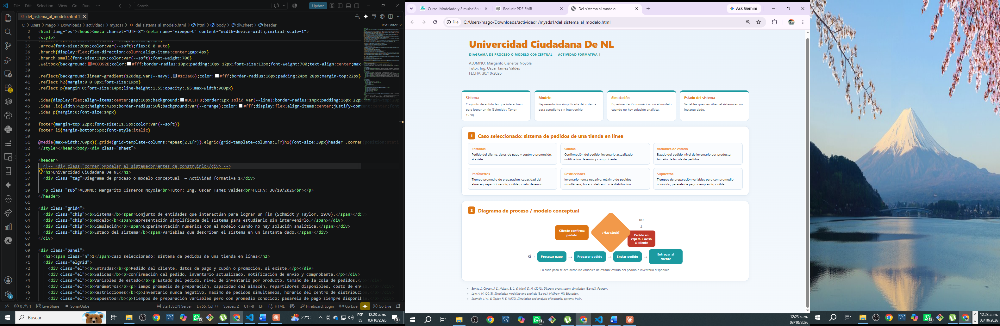 File Edit Selection View Go Run ... Search Update
del_sistema_al_modelo.html 1
C: > Users > mago > Downloads > actividad1 > mysds1 > del_sistema_al_modelo.html > html > body > div.sheet > header
Text Editor
2 <html lang="es"><head><meta charset="UTF-8"><meta name="viewport" content="width=device-width,initial-scale=1">
4 <style>
35 .arrow{font-size:20px;color:var(--soft);flex:0 0 auto}
36 .branch{display:flex;flex-direction:column;align-items:center;gap:4px}
37 .branch small{font-size:11px;color:var(--soft);font-weight:700}
38 .waitbox{background:#C0392B;color:#fff;border-radius:10px;padding:10px 12px;font-size:12px;font-weight:700;text-align:center;max
39
40 .reflect{background:linear-gradient(120deg,var(--navy),#1c3a66);color:#fff;border-radius:16px;padding:24px 28px;margin-top:22px}
41 .reflect h2{margin:0 0 8px;font-size:19px}
42 .reflect p{margin:0;font-size:14px;line-height:1.55;opacity:.95;max-width:900px}
43
44 .idea{display:flex;align-items:center;gap:16px;background:#DCEFFB;border:1px solid var(--line);border-radius:14px;padding:16px 22px
45 .idea .ic{width:42px;height:42px;border-radius:50%;background:var(--orange);color:#fff;display:flex;align-items:center;justify-content:center;font
46 .idea p{margin:0;font-size:14px}
47
48 footer{margin-top:22px;font-size:11.5px;color:var(--soft)}
49 footer li{margin-bottom:5px;font-style:italic}
50
51 @media(max-width:760px){.grid4{grid-template-columns:repeat(2,1fr)}.elgrid{grid-template-columns:1fr}h1{font-size:30px}header .corner{position:stati
52 </style></head><body><div class="sheet">
53
54 <header>
55 <!-- <div class="corner">Modelar el sistema<br>antes de construirlo</div> -->
56 <h1>Univercidad Ciudadana De NL</h1>
57 <div class="tag">Diagrama de proceso o modelo conceptual — Actividad formativa 1</div>
58
59 <p class="sub">ALUMNO: Margarito Cisneros Noyola<br>Tutor: Ing. Oscar Tamez Valdes<br>FECHA: 30/10/2026<br></p>
60 </header>
61
62 <div class="grid4">
63 <div class="chip"><b>Sistema</b><span>Conjunto de entidades que interactúan para lograr un fin (Schmidt y Taylor, 1970).</span></div>
64 <div class="chip"><b>Modelo</b><span>Representación simplificada del sistema para estudiarlo sin intervenirlo.</span></div>
65 <div class="chip"><b>Simulación</b><span>Experimentación numérica con el modelo cuando no hay solución analítica.</span></div>
66 <div class="chip"><b>Estado del sistema</b><span>Variables que describen el sistema en un instante dado.</span></div>
67 </div>
68
69 <div class="panel">
70 <h2><span class="n">1</span>Caso seleccionado: sistema de pedidos de una tienda en línea</h2>
71 <div class="elgrid">
72 <div class="el"><b>Entradas</b><p>Pedido del cliente, datos de pago y cupón o promoción, si existe.</p></div>
73 <div class="el"><b>Salidas</b><p>Confirmación del pedido, inventario actualizado, notificación de envío y comprobante.</p></div>
74 <div class="el"><b>Variables de estado</b><p>Estado del pedido, nivel de inventario por producto, tamaño de la cola de pedidos.</p></div>
75 <div class="el"><b>Parámetros</b><p>Tiempo promedio de preparación, capacidad del almacén, repartidores disponibles, costo de envío.</p></div>
76 <div class="el"><b>Restricciones</b><p>Inventario nunca negativo, máximo de pedidos simultáneos, horario del centro de distribución.</p></div>
77 <div class="el"><b>Supuestos</b><p>Tiempos de preparación variables pero con promedio conocido; pasarela de pago siempre disponible
0 1 Live Share SonarQube Start JSON Server Ln 55, Col 77 Spaces: 2 UTF-8 LF HTML Hireboard: Login Go Live Go Live
Buscar 15 1 22°C ESP ES 12:23 a. m. 03/10/2026 5
Curso: Modelado y Simulación
Reducir PDF 5MB
Del sistema al modelo
Ask Gemini
File C:/Users/mago/Downloads/actividad1/mysds1/del_sistema_al_modelo.html
Univercidad Ciudadana De NL
DIAGRAMA DE PROCESO O MODELO CONCEPTUAL — ACTIVIDAD FORMATIVA 1
ALUMNO: Margarito Cisneros Noyola
Tutor: Ing. Oscar Tamez Valdes
FECHA: 30/10/2026
Sistema
Conjunto de entidades que interactúan
para lograr un fin (Schmidt y Taylor,
1970).
Modelo
Representación simplificada del sistema
para estudiarlo sin intervenirlo.
Simulación
Experimentación numérica con el modelo
cuando no hay solución analítica.
Estado del sistema
Variables que describen el sistema en un
instante dado.
1 Caso seleccionado: sistema de pedidos de una tienda en línea
Entradas
Pedido del cliente, datos de pago y cupón o promoción,
si existe.
Salidas
Confirmación del pedido, inventario actualizado,
notificación de envío y comprobante.
Variables de estado
Estado del pedido, nivel de inventario por producto,
tamaño de la cola de pedidos.
Parámetros
Tiempo promedio de preparación, capacidad del
almacén, repartidores disponibles, costo de envío.
Restricciones
Inventario nunca negativo, máximo de pedidos
simultáneos, horario del centro de distribución.
Supuestos
Tiempos de preparación variables pero con promedio
conocido; pasarela de pago siempre disponible.
2 Diagrama de proceso / modelo conceptual
Cliente confirma
pedido
¿Hay stock?
NO
↓
Pedido en
espera + aviso
al cliente
SÍ → Procesar pago → Preparar pedido → Enviar pedido → Entregar al
cliente
En cada paso se actualizan las variables de estado: estado del pedido e inventario disponible.
• Banks, J., Carson, J. S., Nelson, B. L., & Nicol, D. M. (2010). Discrete-event system simulation (5.a ed.). Pearson.
• Law, A. M. (2015). Simulation modeling and analysis (5.a ed.). McGraw-Hill Education.
• Schmidt, J. W., & Taylor, R. E. (1970). Simulation and analysis of industrial systems. Irwin.
15 12:23 a. m.
03/10/2026
15 12:23 a. m.
03/10/2026